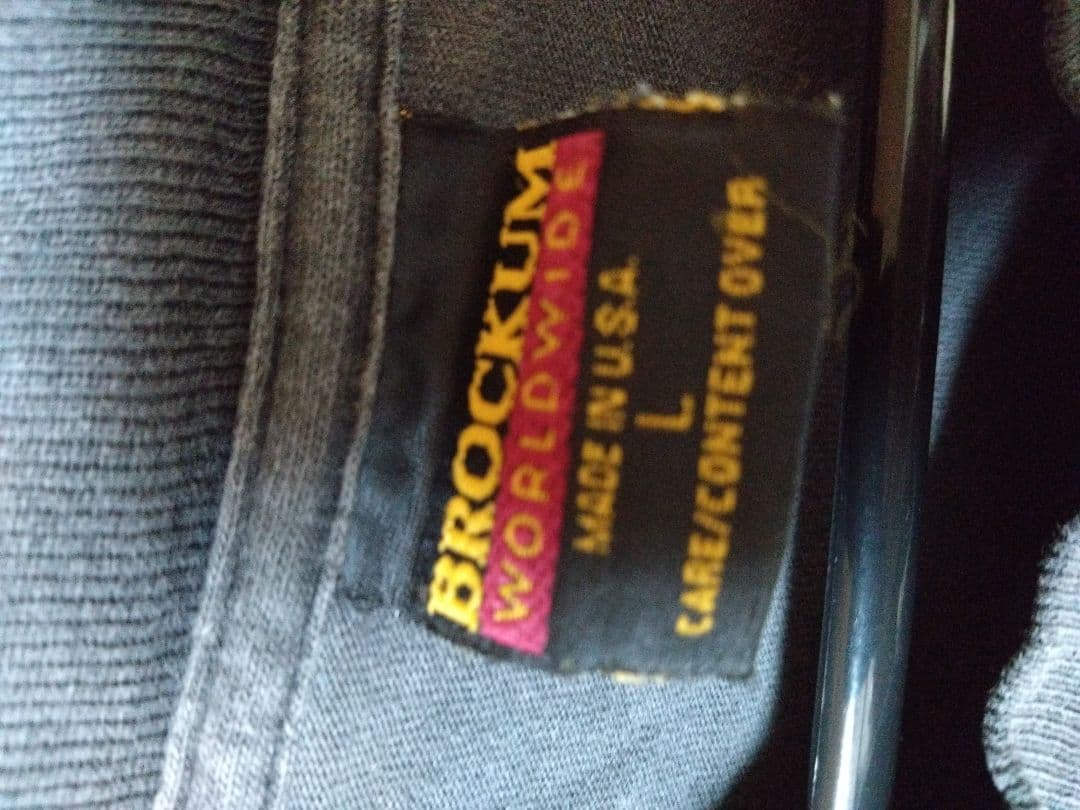 BROCKUM
WORLDWIDE
MADE IN U.S.A.
L
CARE/CONTENT OVER